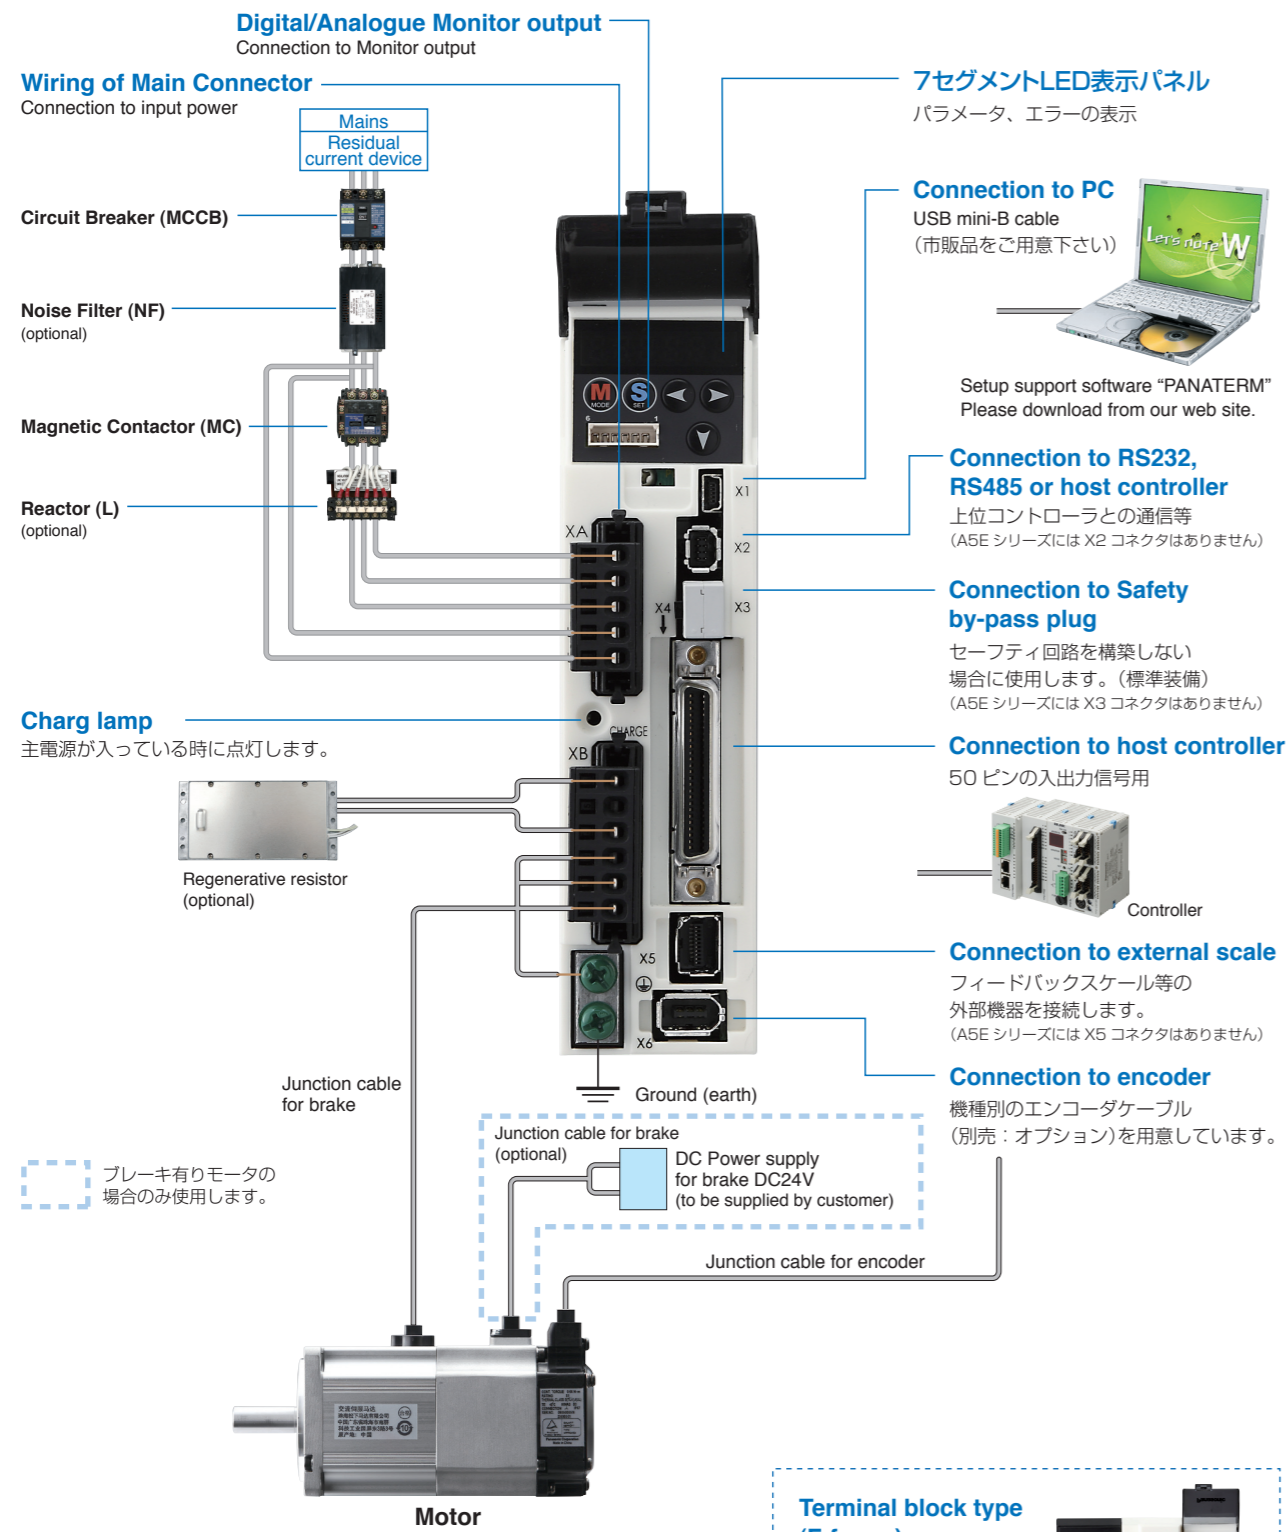 Digital/Analogue Monitor output
Connection to Monitor output
Wiring of Main Connector
Connection to input power
Mains
Residual
current device
Circuit Breaker (MCCB)
Noise Filter (NF)
(optional)
Magnetic Contactor (MC)
Reactor (L)
(optional)
Charg lamp
主電源が入っている時に点灯します。
Regenerative resistor
(optional)
Junction cable
for brake
ブレーキ有りモータの
場合のみ使用します。
M
MODE
S
SET
6
1
X1
XA
X2
X4
X3
CHARGE
XB
X5
X6
Ground (earth)
7セグメントLED表示パネル
パラメータ、エラーの表示
Connection to PC
USB mini-B cable
（市販品をご用意下さい）
Let's note W
Setup support software “PANATERM”
Please download from our web site.
Connection to RS232,
RS485 or host controller
上位コントローラとの通信等
（A5E シリーズには X2 コネクタはありません）
Connection to Safety
by-pass plug
セーフティ回路を構築しない
場合に使用します。（標準装備）
（A5E シリーズには X3 コネクタはありません）
Connection to host controller
50 ピンの入出力信号用
Controller
Connection to external scale
フィードバックスケール等の
外部機器を接続します。
（A5E シリーズには X5 コネクタはありません）
Connection to encoder
機種別のエンコーダケーブル
（別売：オプション）を用意しています。
Junction cable for brake
(optional)
DC Power supply
for brake DC24V
(to be supplied by customer)
Junction cable for encoder
交流伺服马达
原产地：中国
Motor
Terminal block type